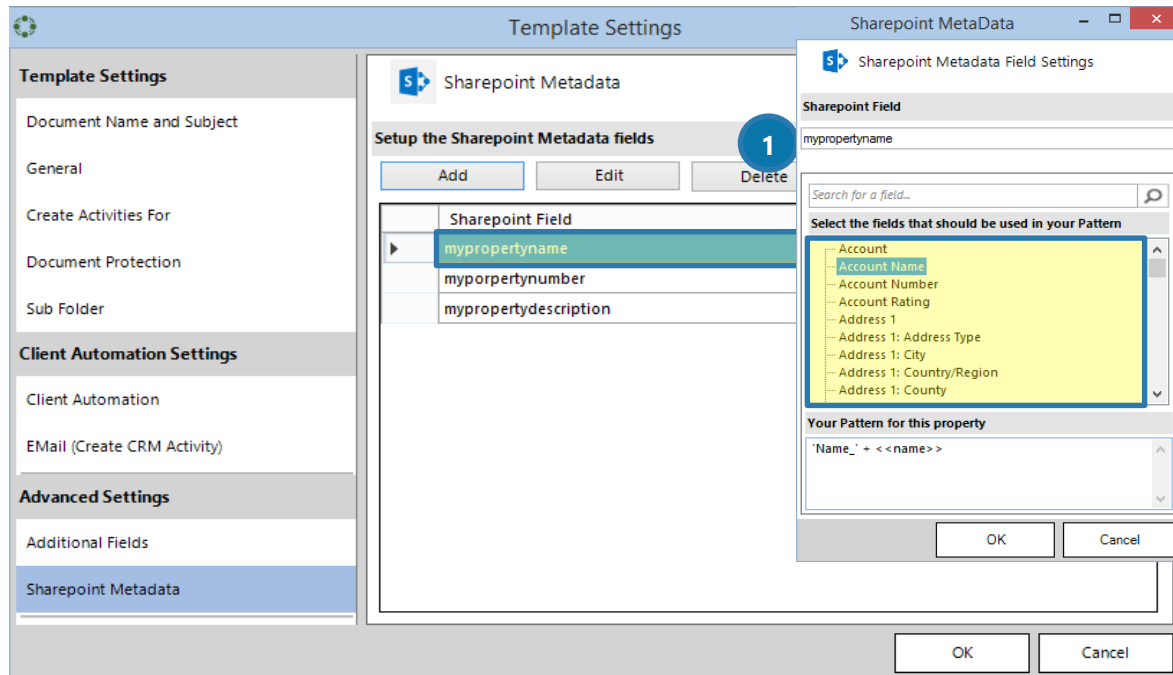 Template Settings
Template Settings
Document Name and Subject
General
Create Activities For
Document Protection
Sub Folder
Client Automation Settings
Client Automation
EMail (Create CRM Activity)
Advanced Settings
Additional Fields
Sharepoint Metadata
Sharepoint Metadata
Setup the Sharepoint Metadata fields
Add Edit Delete
1
Sharepoint Field
mypropertyname
myporpertynumber
mypropertydescription
OK Cancel
Sharepoint MetaData
S
Sharepoint Metadata Field Settings
Sharepoint Field
mypropertyname
Search for a field...
Select the fields that should be used in your Pattern
Account
Account Name
Account Number
Account Rating
Address 1
Address 1: Address Type
Address 1: City
Address 1: Country/Region
Address 1: County
Your Pattern for this property
'Name_' + <<name>>
OK Cancel